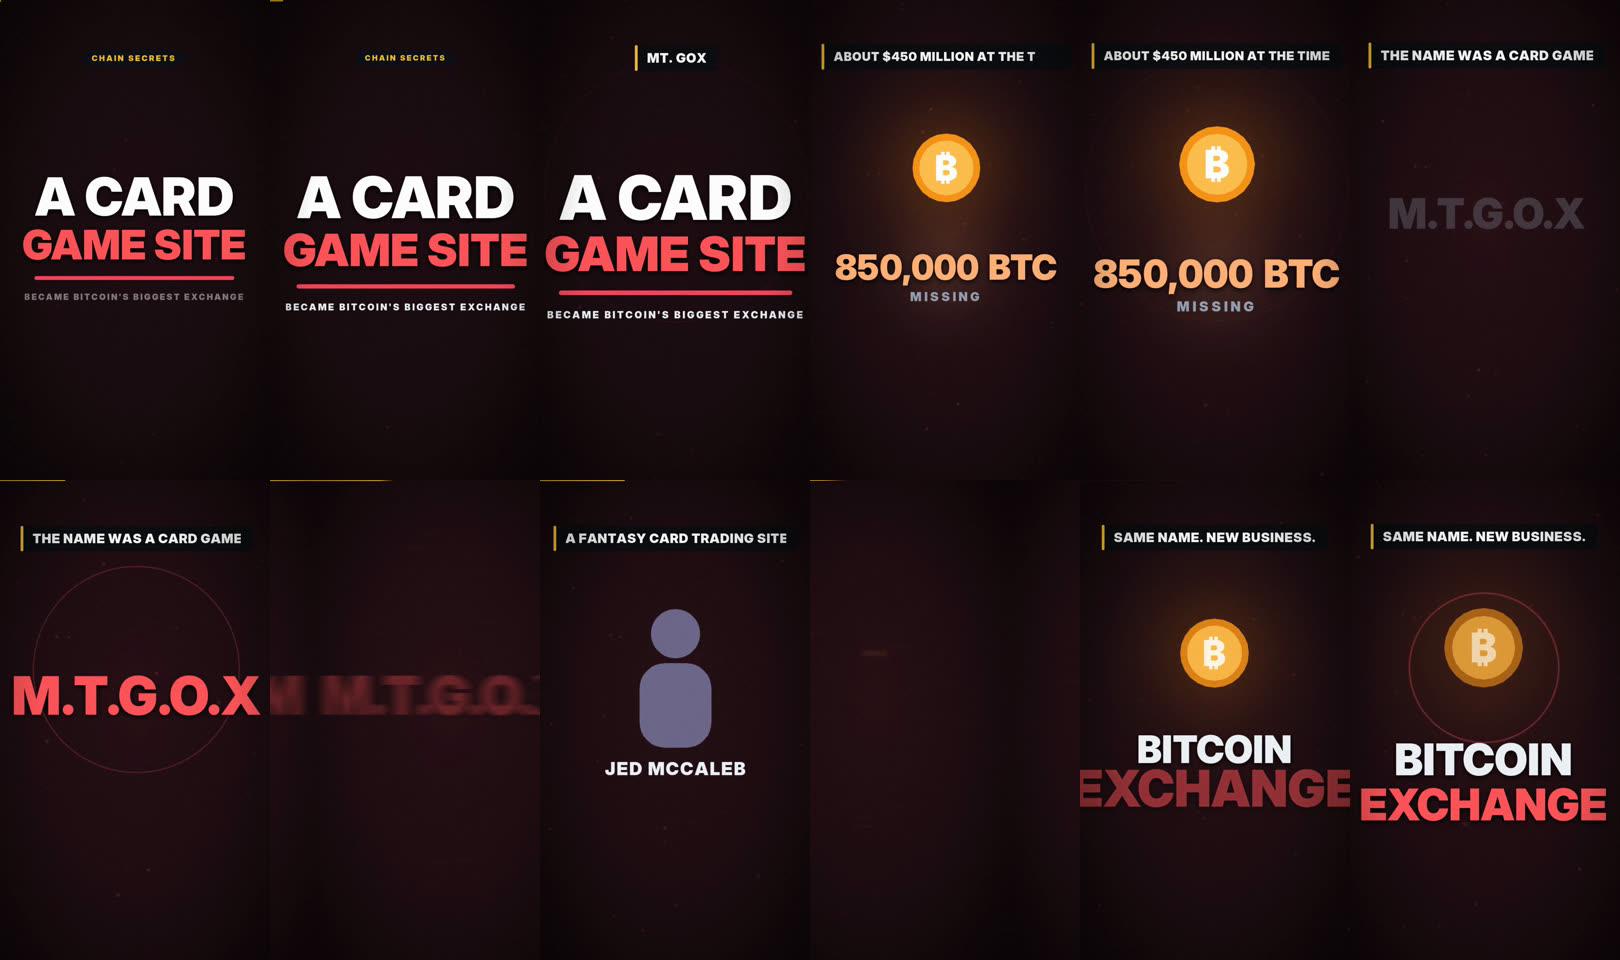 CHAIN SECRETS
A CARD
GAME SITE
BECAME BITCOIN'S BIGGEST EXCHANGE
CHAIN SECRETS
A CARD
GAME SITE
BECAME BITCOIN'S BIGGEST EXCHANGE
MT. GOX
A CARD
GAME SITE
BECAME BITCOIN'S BIGGEST EXCHANGE
ABOUT $450 MILLION AT THE T
850,000 BTC
MISSING
ABOUT $450 MILLION AT THE TIME
850,000 BTC
MISSING
THE NAME WAS A CARD GAME
M.T.G.O.X
THE NAME WAS A CARD GAME
M.T.G.O.X
M M.T.G.O.
A FANTASY CARD TRADING SITE
JED MCCALEB
SAME NAME. NEW BUSINESS.
BITCOIN
EXCHANGE
SAME NAME. NEW BUSINESS.
BITCOIN
EXCHANGE